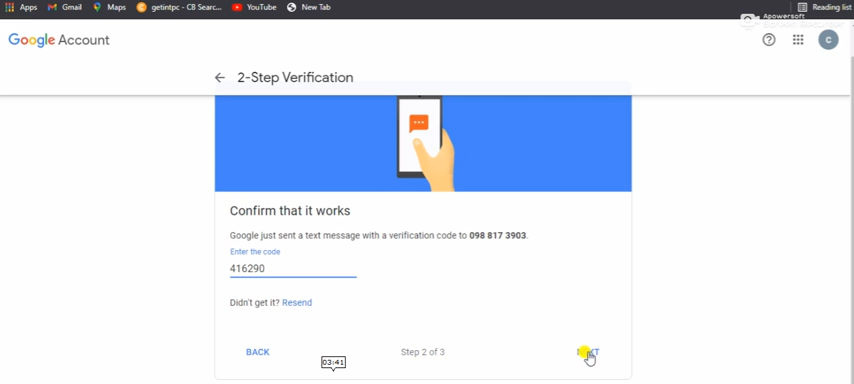 Apps Gmail Maps getintpc - CB Searc... YouTube New Tab Reading list
Apowersoft
Google Account
C
2-Step Verification
Confirm that it works
Google just sent a text message with a verification code to 098 817 3903.
Enter the code
416290
Didn't get it? Resend
BACK Step 2 of 3
03:41